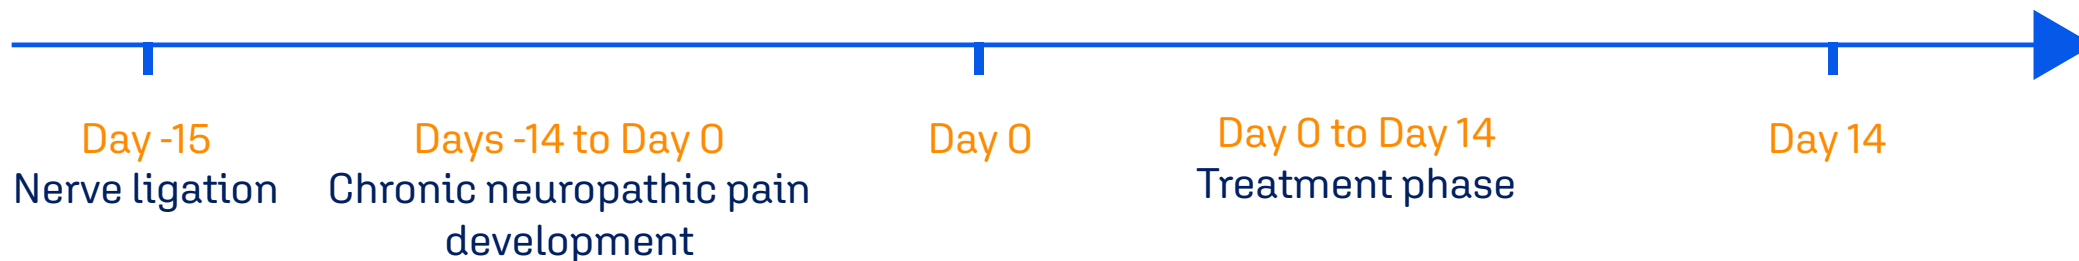 Day -15
Nerve ligation
Days -14 to Day 0
Chronic neuropathic pain
development
Day 0
Day 0 to Day 14
Treatment phase
Day 14